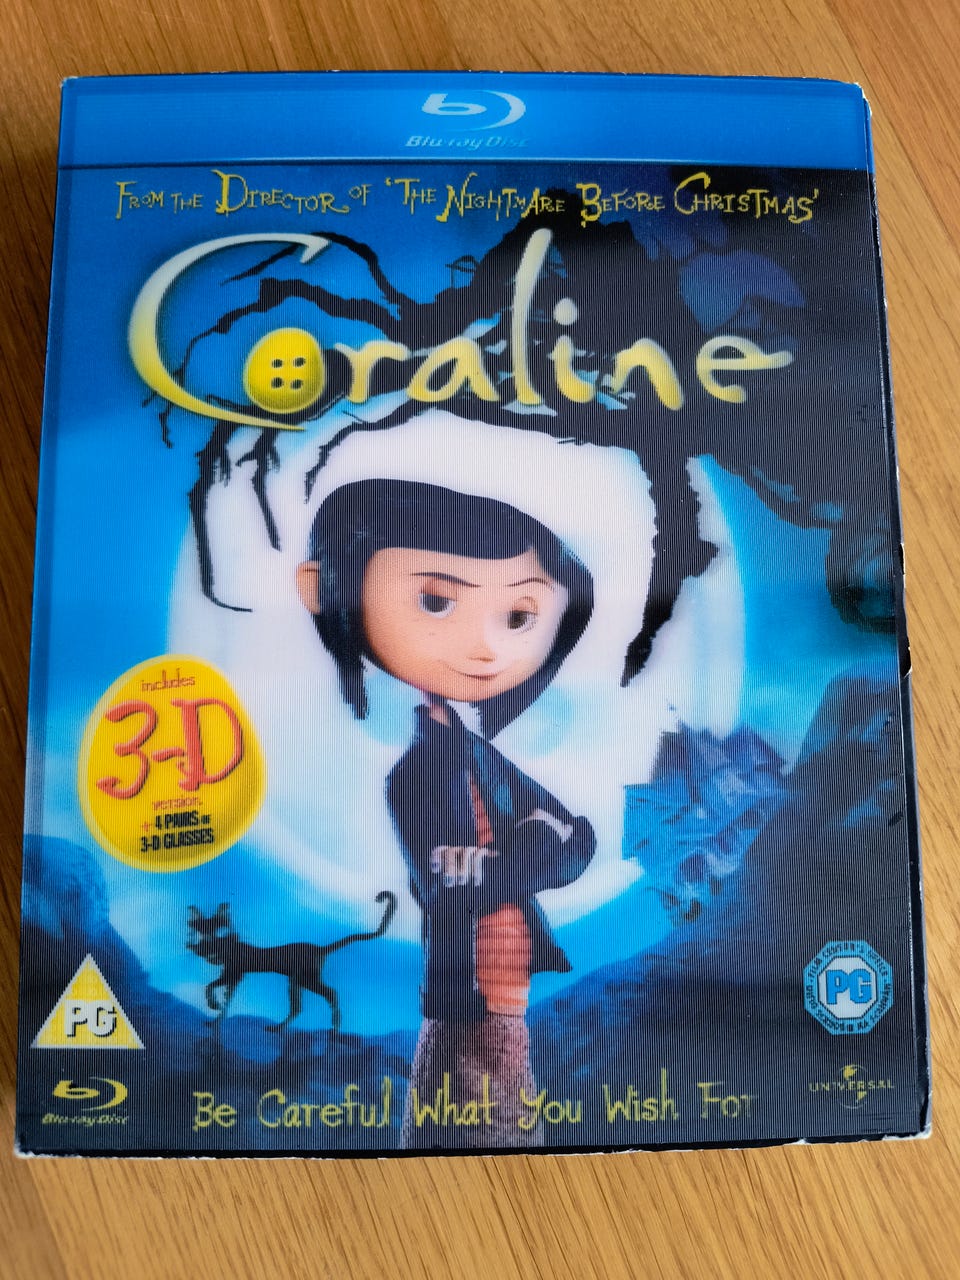 Blu-ray Disc
FROM THE DIRECTOR OF 'THE NIGHTMARE BEFORE CHRISTMAS'
Coraline
includes
3-D
version
+ 4 PAIRS OF
3-D GLASSES
PG
PG
Blu-ray Disc
Be Careful What You Wish For
UNIVERSAL